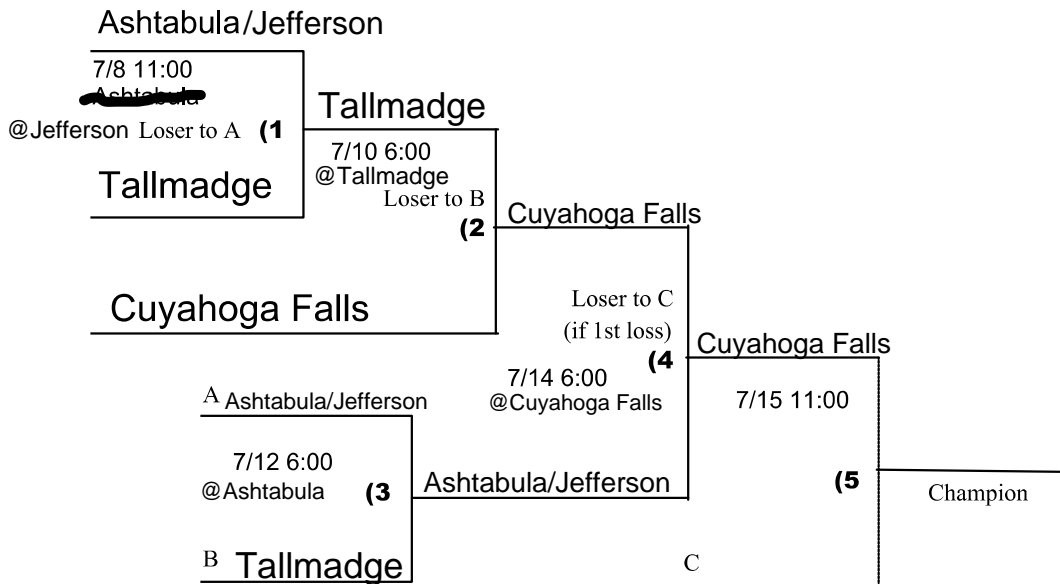 Ashtabula/Jefferson
7/8 11:00
Ashtabula
@Jefferson Loser to A (1
Tallmadge
Tallmadge
7/10 6:00
@Tallmadge
Loser to B
(2
Cuyahoga Falls
Cuyahoga Falls
Loser to C
(if 1st loss)
(4
7/14 6:00
@Cuyahoga Falls
Cuyahoga Falls
7/15 11:00
A Ashtabula/Jefferson
7/12 6:00
@Ashtabula (3
Ashtabula/Jefferson
B Tallmadge
C
(5
Champion